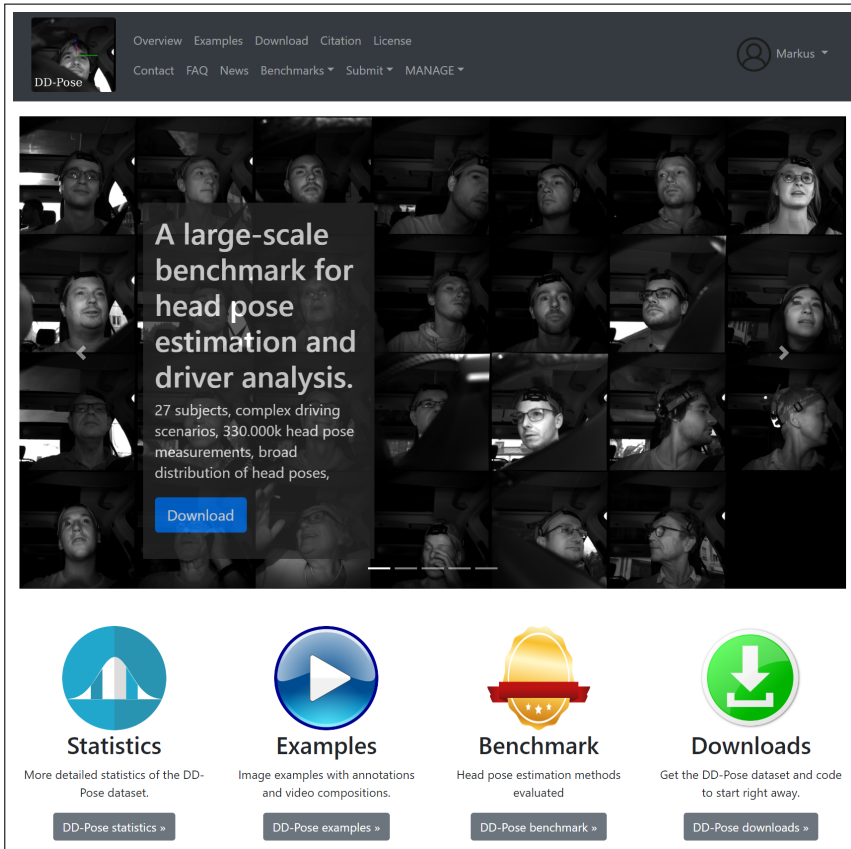 DD-Pose
Overview Examples Download Citation License
Contact FAQ News Benchmarks Submit MANAGE
Markus
A large-scale
benchmark for
head pose
estimation and
driver analysis.
27 subjects, complex driving
scenarios, 330.000k head pose
measurements, broad
distribution of head poses,
Download
Statistics
More detailed statistics of the DD-
Pose dataset.
DD-Pose statistics »
Examples
Image examples with annotations
and video compositions.
DD-Pose examples »
Benchmark
Head pose estimation methods
evaluated
DD-Pose benchmark »
Downloads
Get the DD-Pose dataset and code
to start right away.
DD-Pose downloads »